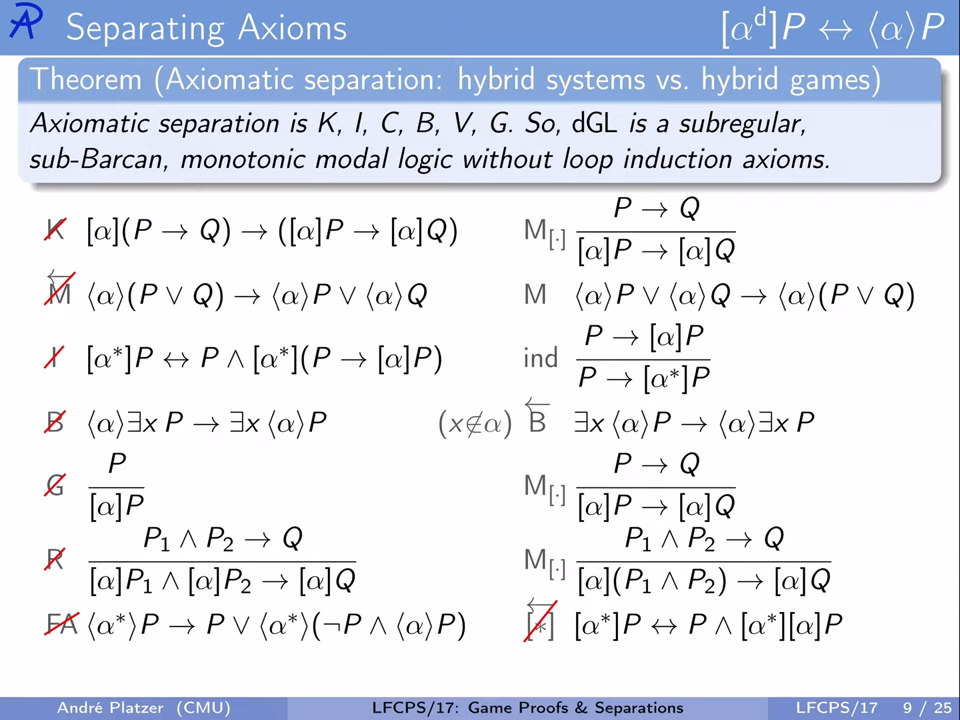 Separating Axioms [αᵈ]P ↔ ⟨α⟩P
Theorem (Axiomatic separation: hybrid systems vs. hybrid games)
Axiomatic separation is K, I, C, B, V, G. So, dGL is a subregular,
sub-Barcan, monotonic modal logic without loop induction axioms.
K [α](P → Q) → ([α]P → [α]Q)
M[·] P → Q
[α]P → [α]Q
←
M ⟨α⟩(P ∨ Q) → ⟨α⟩P ∨ ⟨α⟩Q
M ⟨α⟩P ∨ ⟨α⟩Q → ⟨α⟩(P ∨ Q)
I [α*]P ↔ P ∧ [α*](P → [α]P)
ind P → [α]P
P → [α*]P
B ⟨α⟩∃x P → ∃x ⟨α⟩P (x∉α)
←
B ∃x ⟨α⟩P → ⟨α⟩∃x P
G P
[α]P
M[·] P → Q
[α]P → [α]Q
R P₁ ∧ P₂ → Q
[α]P₁ ∧ [α]P₂ → [α]Q
M[·] P₁ ∧ P₂ → Q
[α](P₁ ∧ P₂) → [α]Q
FA ⟨α*⟩P → P ∨ ⟨α*⟩(¬P ∧ ⟨α⟩P)
←
[*] [α*]P ↔ P ∧ [α*][α]P
André Platzer (CMU) LFCPS/17: Game Proofs & Separations LFCPS/17 9 / 25